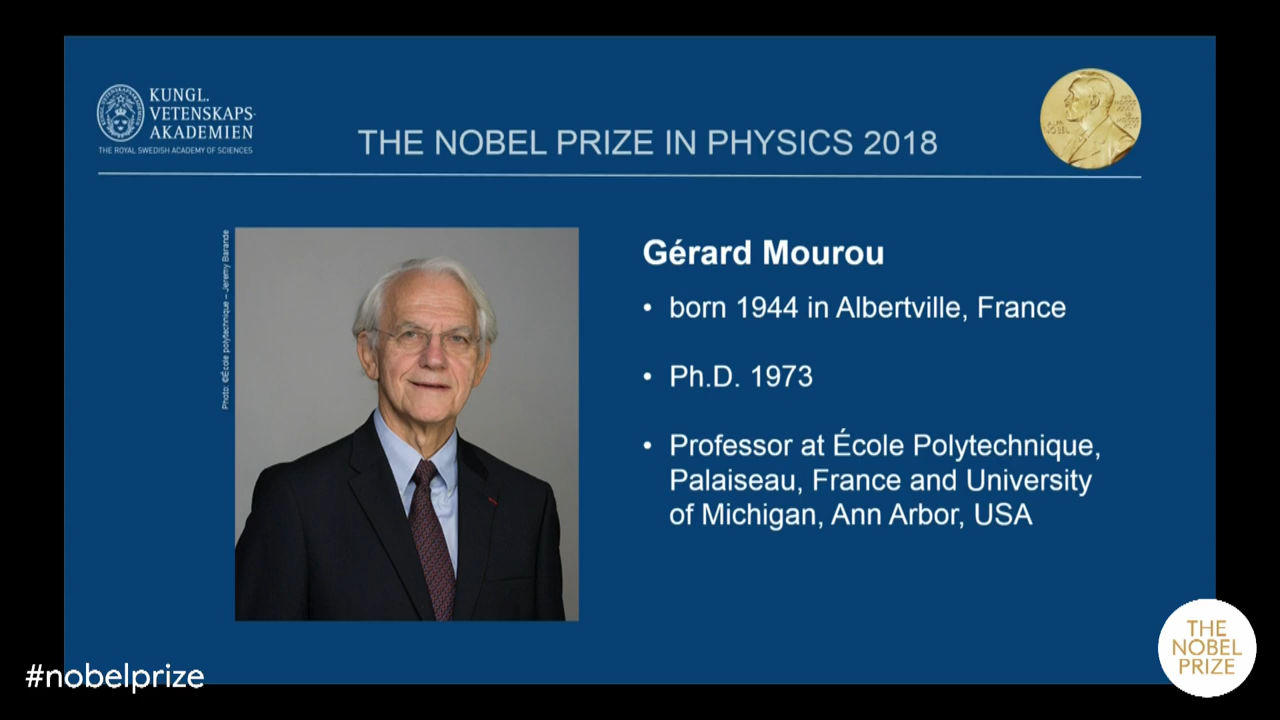 KUNGL.
VETENSKAPS-
AKADEMIEN
THE ROYAL SWEDISH ACADEMY OF SCIENCES
THE NOBEL PRIZE IN PHYSICS 2018
Photo: ©École polytechnique – Jeremy Barande
Gérard Mourou
• born 1944 in Albertville, France
• Ph.D. 1973
• Professor at École Polytechnique,
Palaiseau, France and University
of Michigan, Ann Arbor, USA
#nobelprize
THE
NOBEL
PRIZE